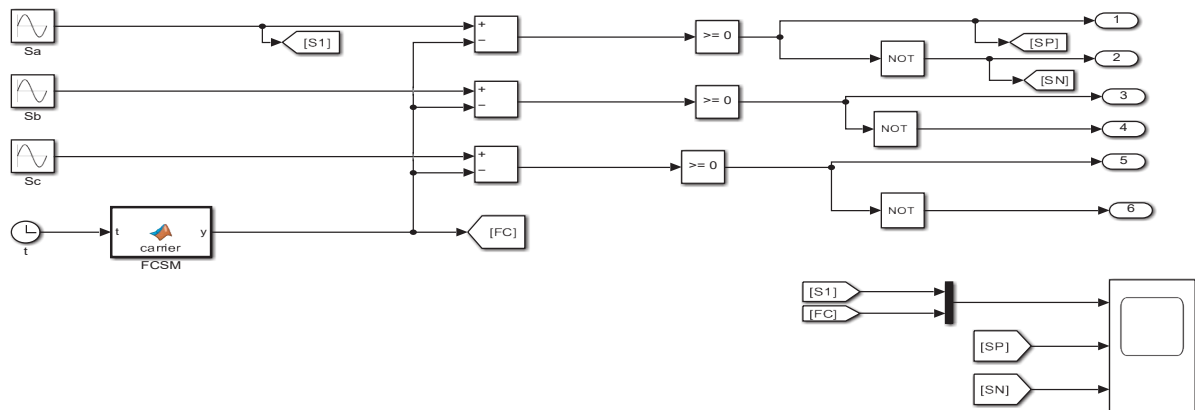 +
−
>= 0
1
Sa
[S1]
[SP]
NOT
2
[SN]
+
−
>= 0
3
Sb
NOT
4
+
−
>= 0
5
Sc
NOT
6
t
t
y
carrier
FCSM
[FC]
[S1]
[FC]
[SP]
[SN]